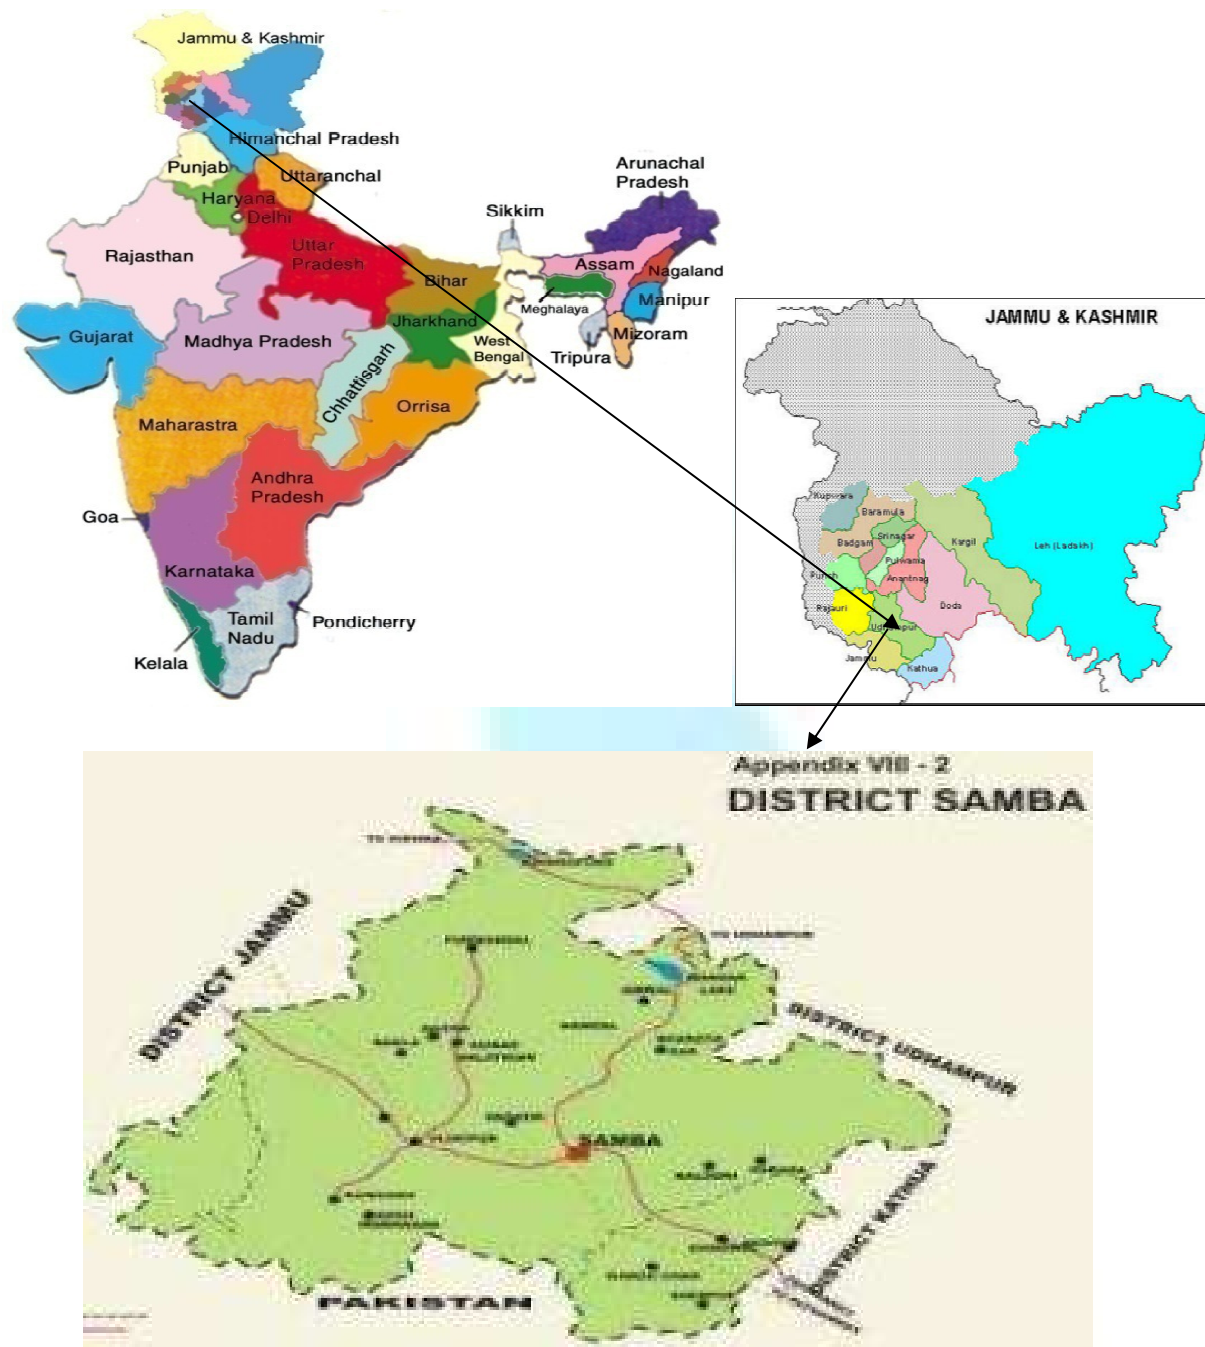 Jammu & Kashmir
Himanchal Pradesh
Punjab
Uttaranchal
Haryana
Delhi
Rajasthan
Uttar
Pradesh
Bihar
Sikkim
Arunachal
Pradesh
Assam
Nagaland
Meghalaya
Manipur
Mizoram
Tripura
West
Bengal
Jharkhand
Gujarat
Madhya Pradesh
Chhattisgarh
Orrisa
Maharastra
Andhra
Pradesh
Goa
Karnataka
Tamil
Nadu
Pondicherry
Kelala
JAMMU & KASHMIR
Kupwara
Baramula
Srinagar
Badgam
Kargil
Leh (Ladakh)
Pulwama
Punch
Anantnag
Rajauri
Doda
Udhampur
Jammu
Kathua
Appendix VIII - 2
DISTRICT SAMBA
DISTRICT JAMMU
TO UDHAMPUR
LAKE
DISTRICT UDHAMPUR
SAMBA
DISTRICT KATHUA
PAKISTAN